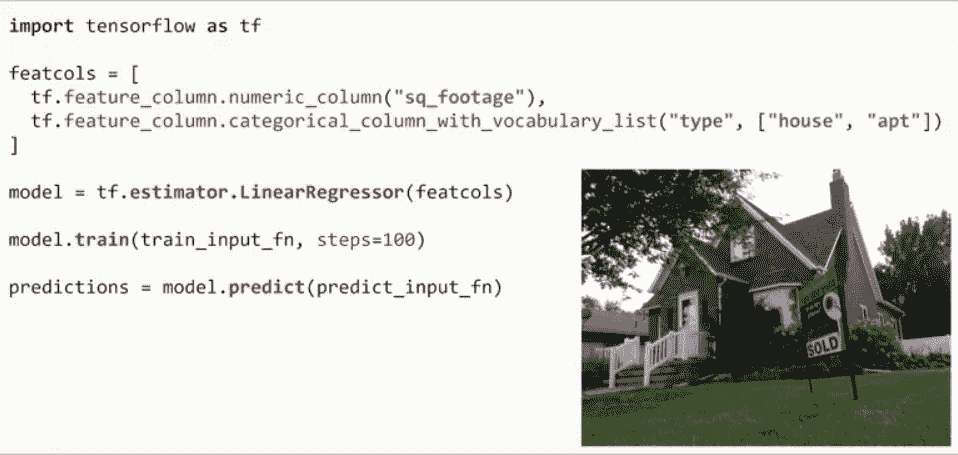 import tensorflow as tf
featcols = [
tf.feature_column.numeric_column("sq_footage"),
tf.feature_column.categorical_column_with_vocabulary_list("type", ["house", "apt"])
]
model = tf.estimator.LinearRegressor(featcols)
model.train(train_input_fn, steps=100)
predictions = model.predict(predict_input_fn)
SOLD